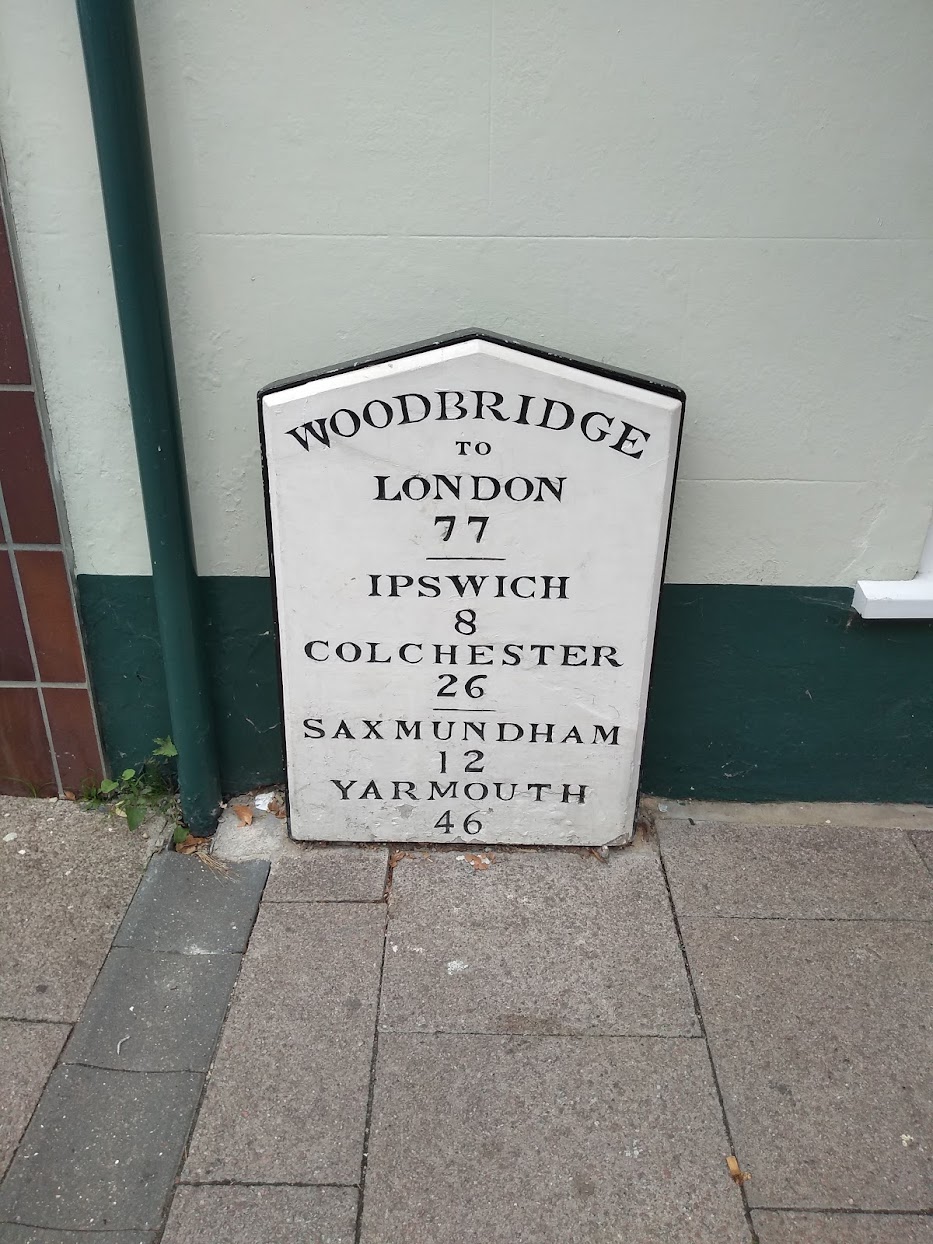 WOODBRIDGE
TO
LONDON
77
IPSWICH
8
COLCHESTER
26
SAXMUNDHAM
12
YARMOUTH
46